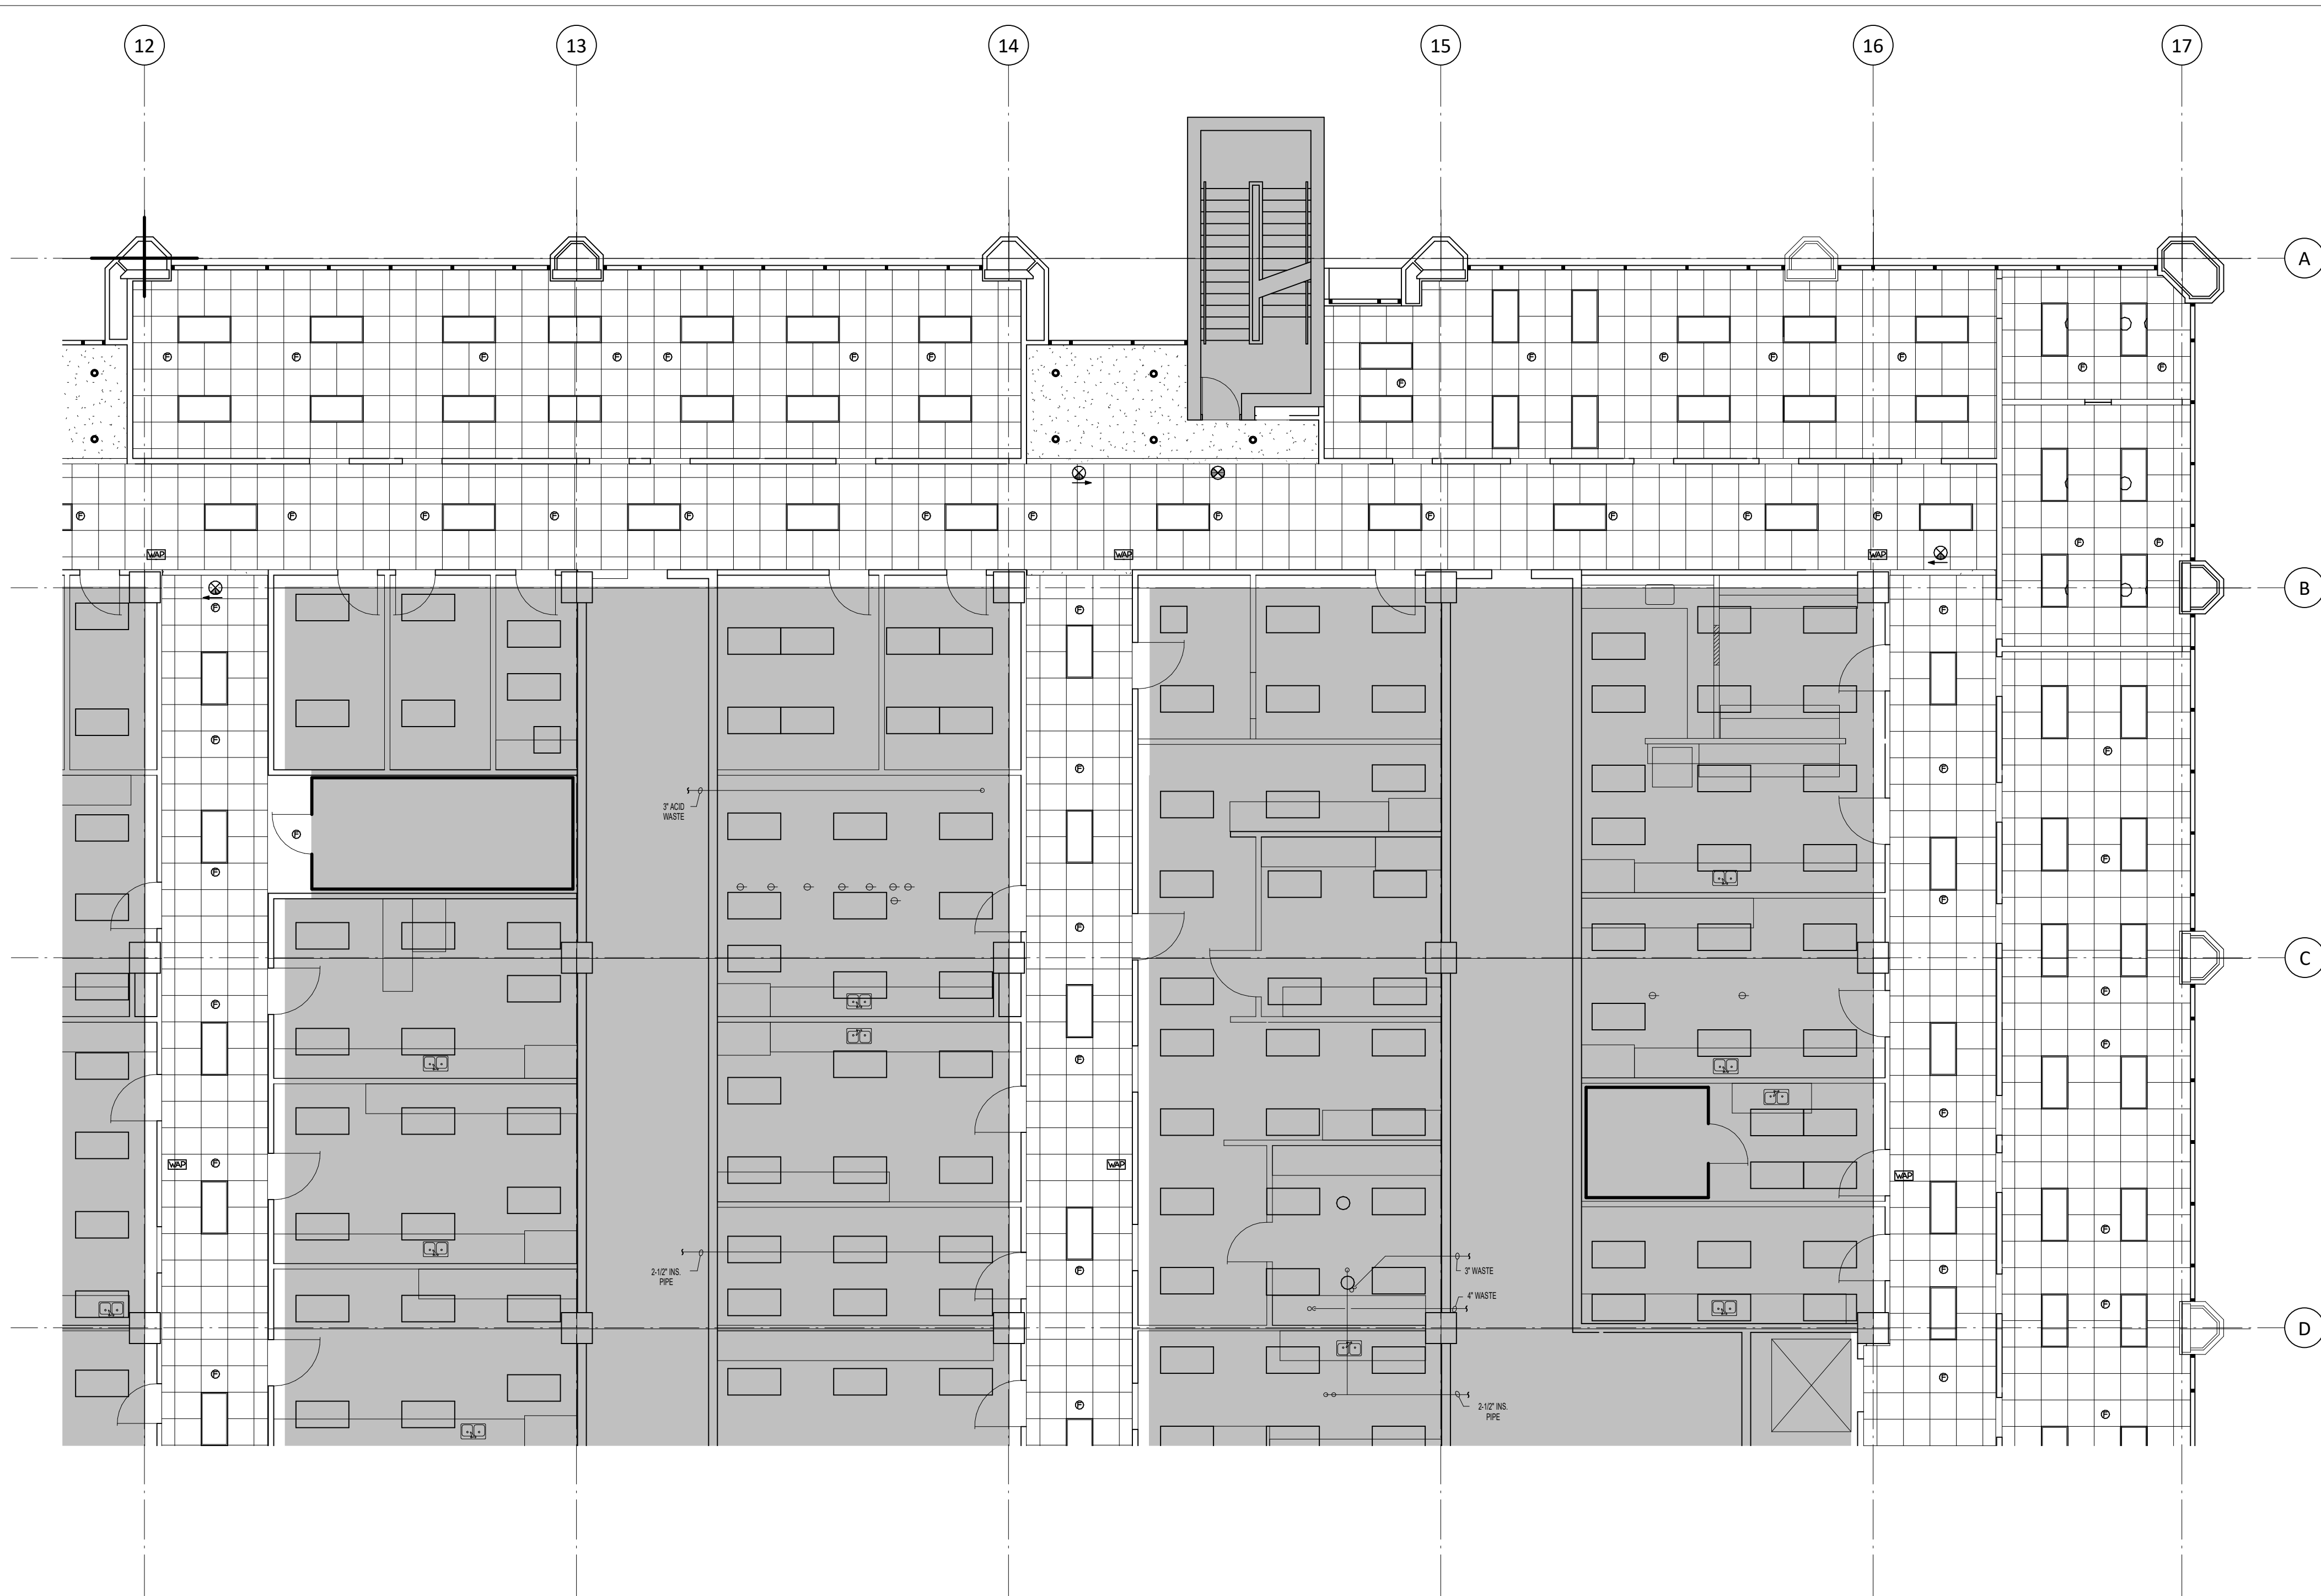 12 13 14 15 16 17
A
F F F F F F F F F F F
F F
F
F F F F F F F F F F F F
F F
WAP WAP WAP
B
F F F
F
F
F F
3" ACID
WASTE
F
F
F
F
F
C
F
F
F
F
F
WAP F WAP
WAP
F
F F
2-1/2" INS.
PIPE
3" WASTE
4" WASTE
F
D
F F
F
2-1/2" INS.
PIPE
F